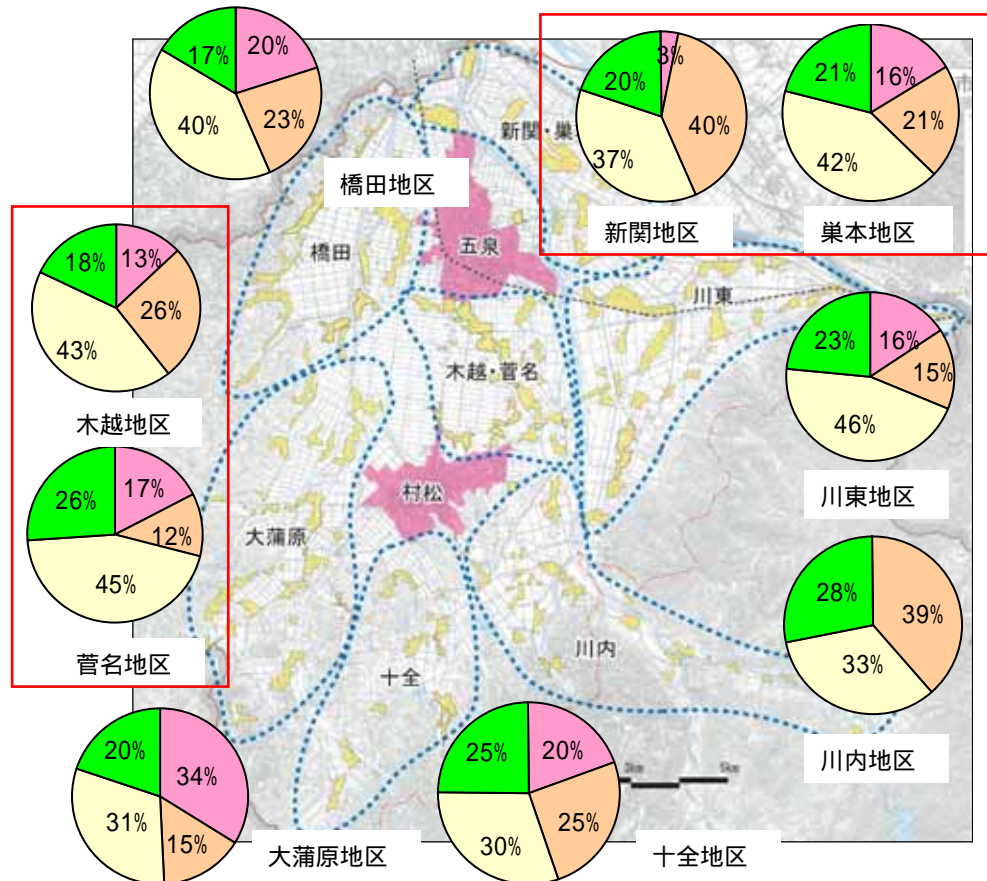 17%
20%
23%
40%
橋田地区
20%
3%
40%
37%
新関地区
21%
16%
21%
42%
巣本地区
新関・巣
五泉
橋田
川東
木越・菅名
村松
大蒲原
十全
川内
18%
13%
26%
43%
木越地区
26%
17%
12%
45%
菅名地区
23%
16%
15%
46%
川東地区
28%
39%
33%
川内地区
20%
34%
15%
31%
大蒲原地区
25%
20%
25%
30%
十全地区
5km